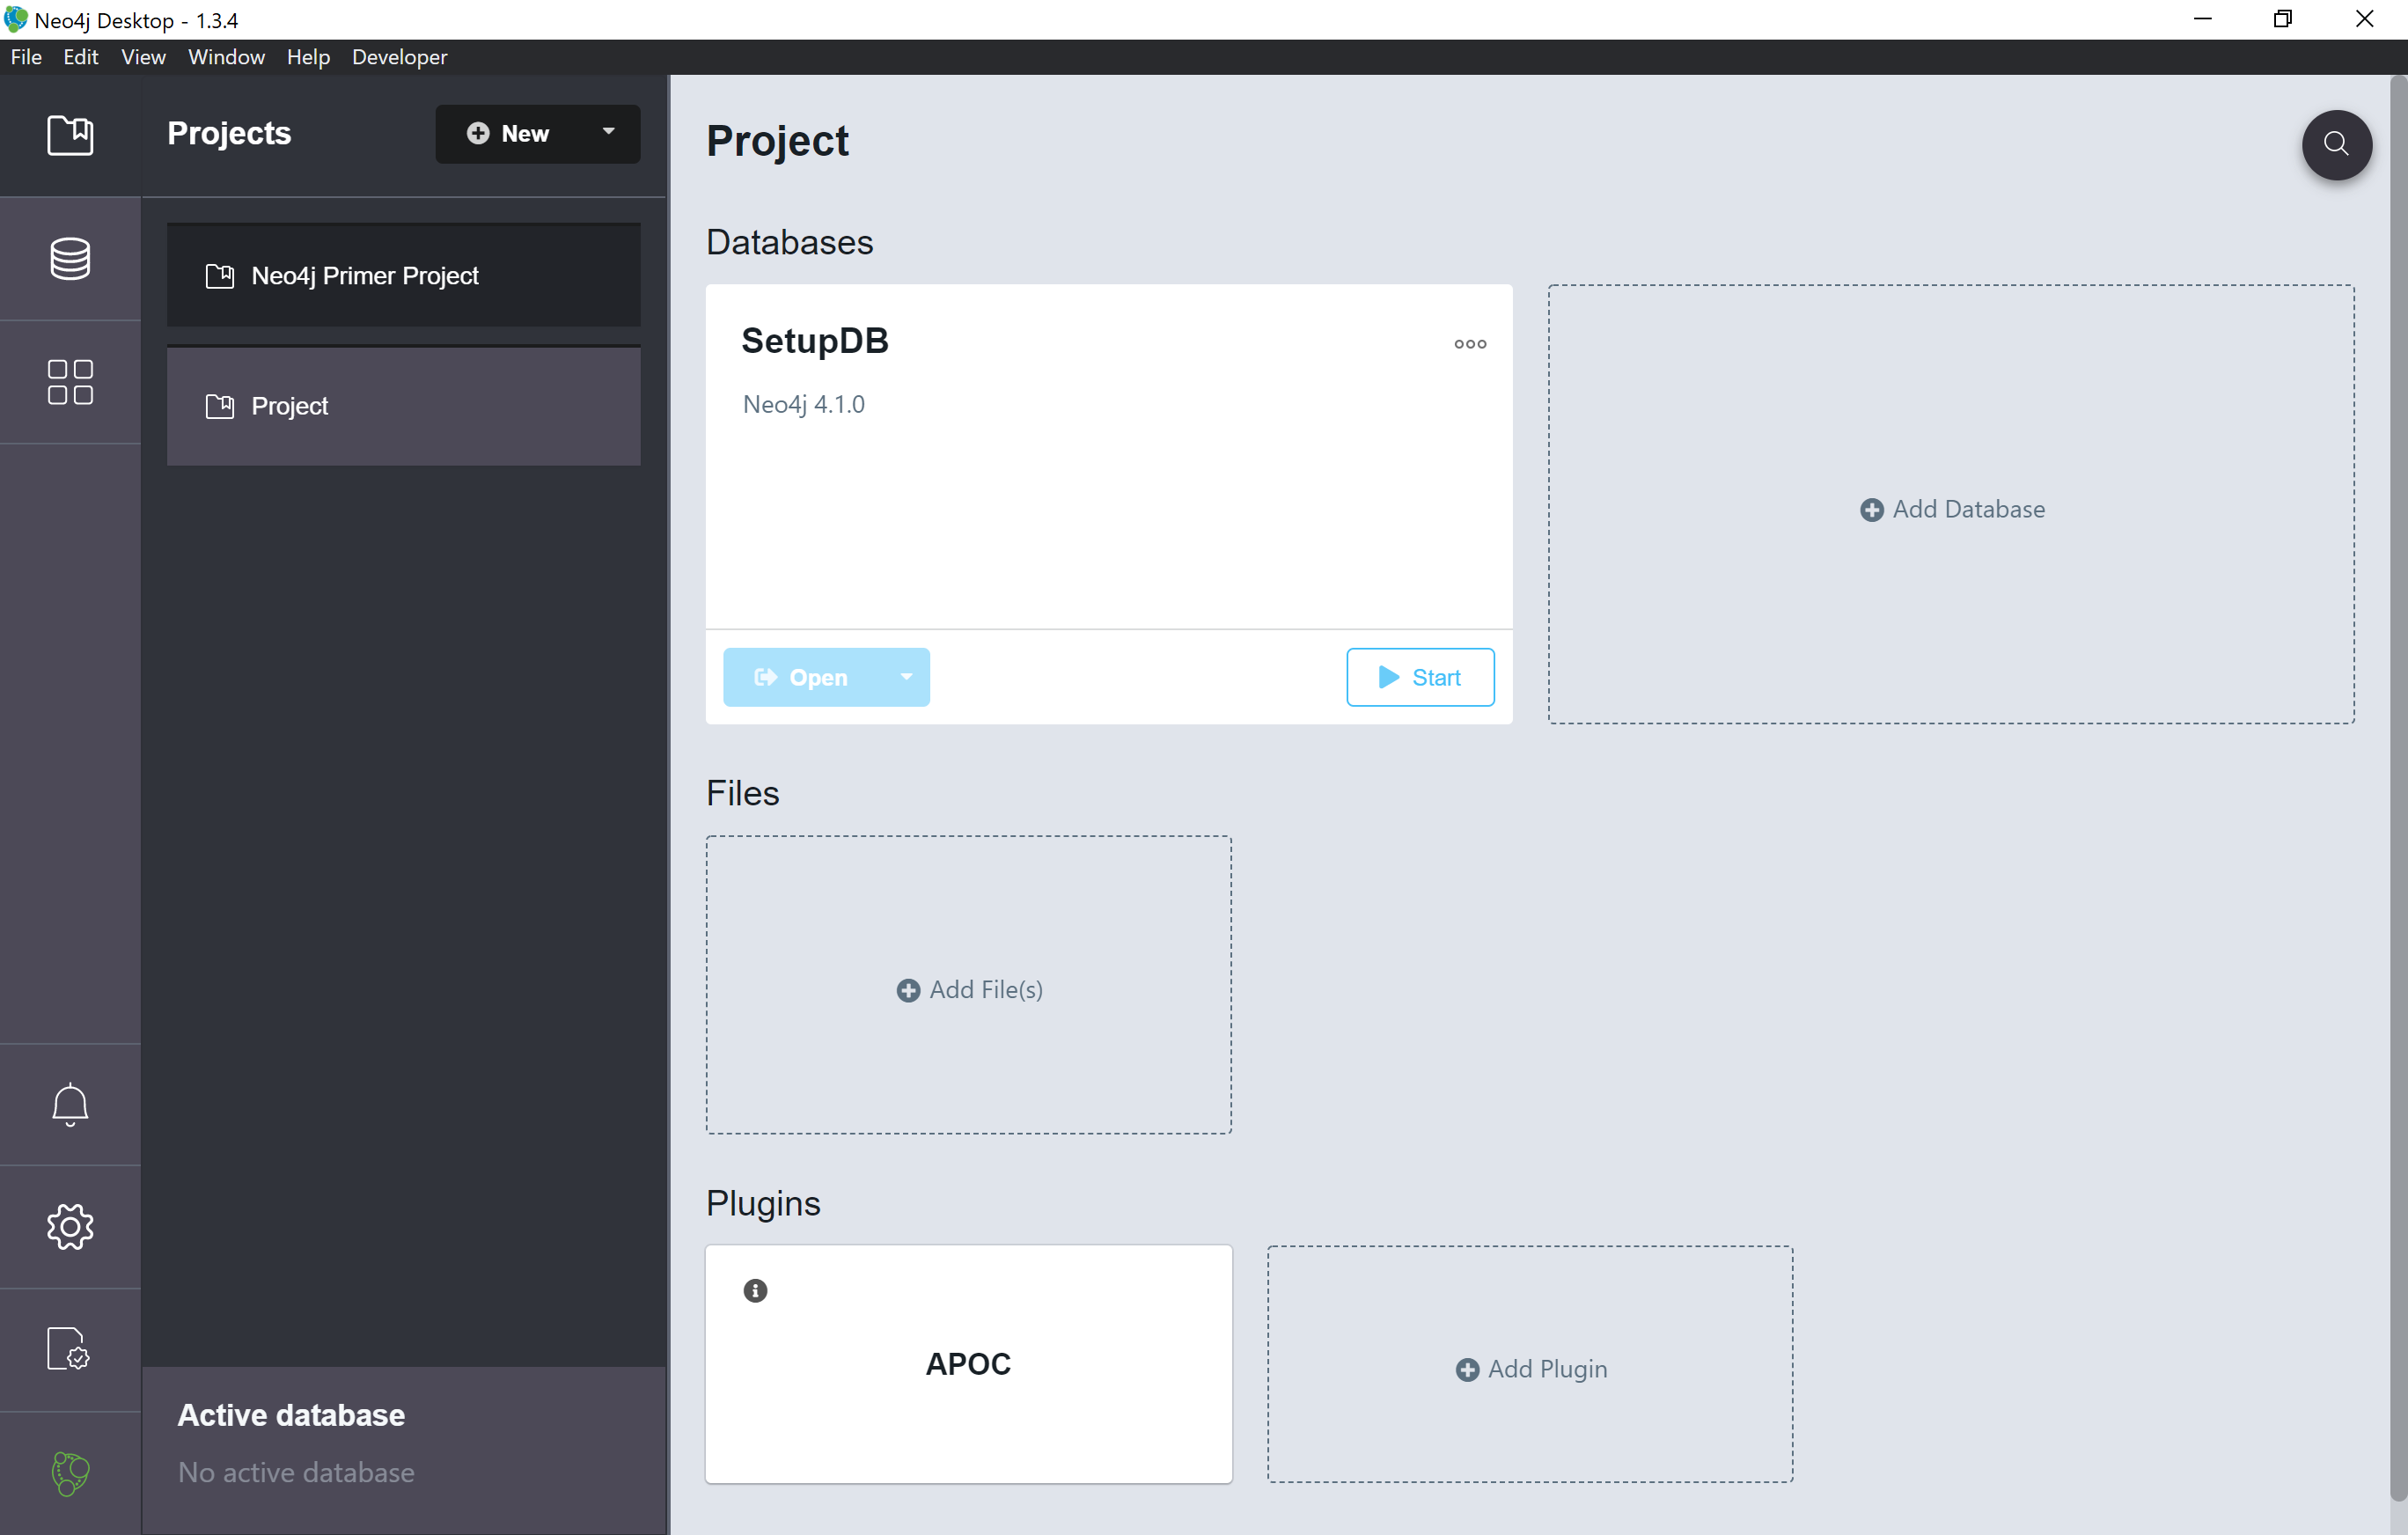 Neo4j Desktop - 1.3.4
File Edit View Window Help Developer
Projects
New
Neo4j Primer Project
Project
Active database
No active database
Project
Databases
SetupDB
Neo4j 4.1.0
Open
Start
Add Database
Files
Add File(s)
Plugins
APOC
Add Plugin